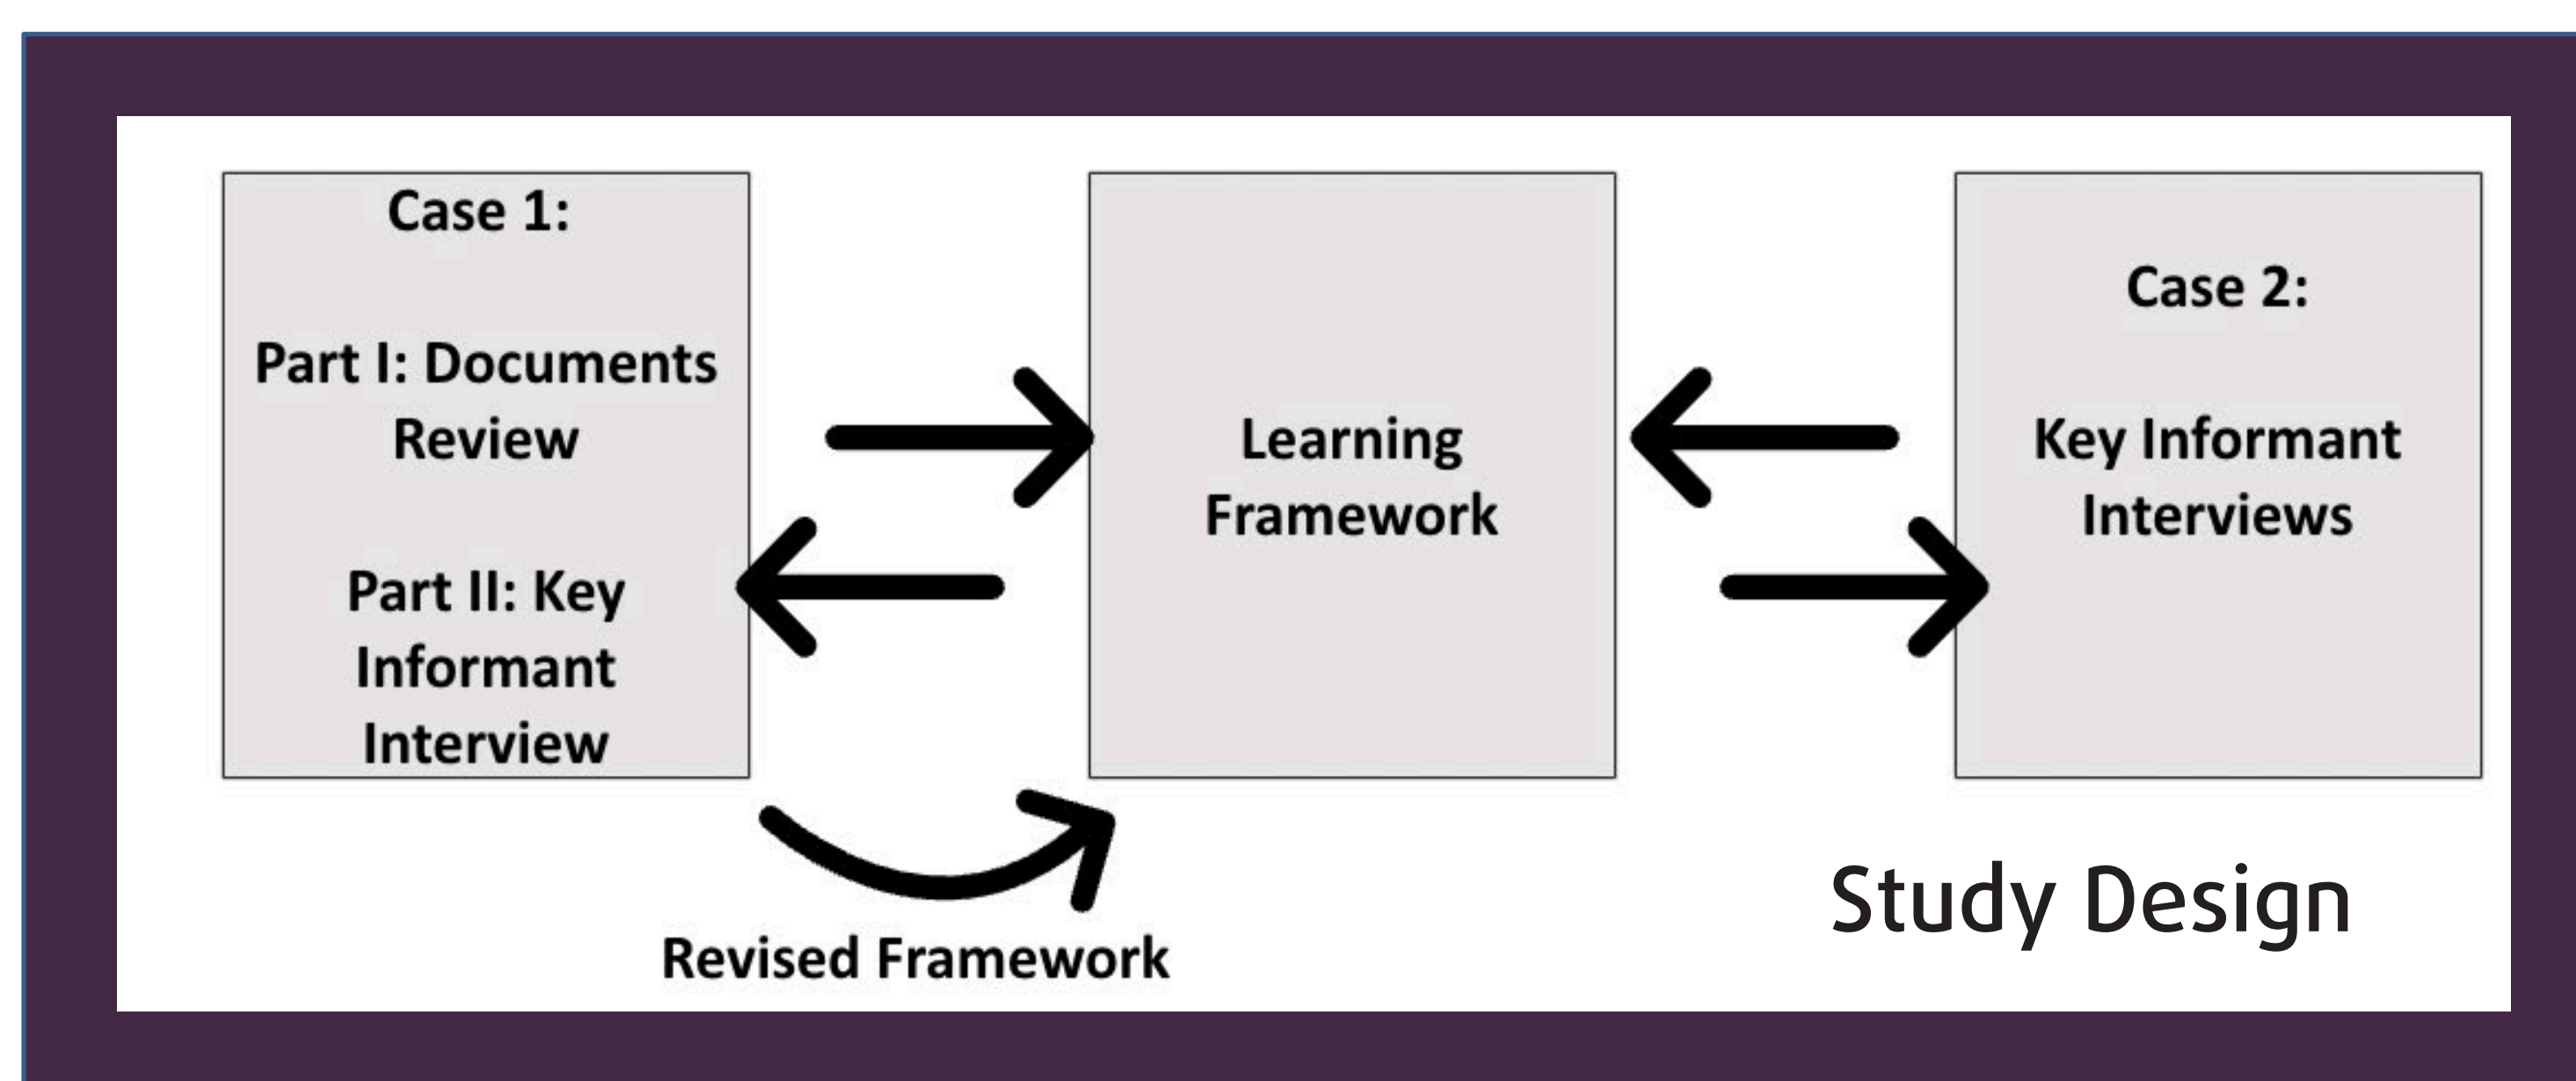 Case 1:
Part I: Documents
Review
Part II: Key
Informant
Interview
Learning
Framework
Case 2:
Key Informant
Interviews
Revised Framework
Study Design